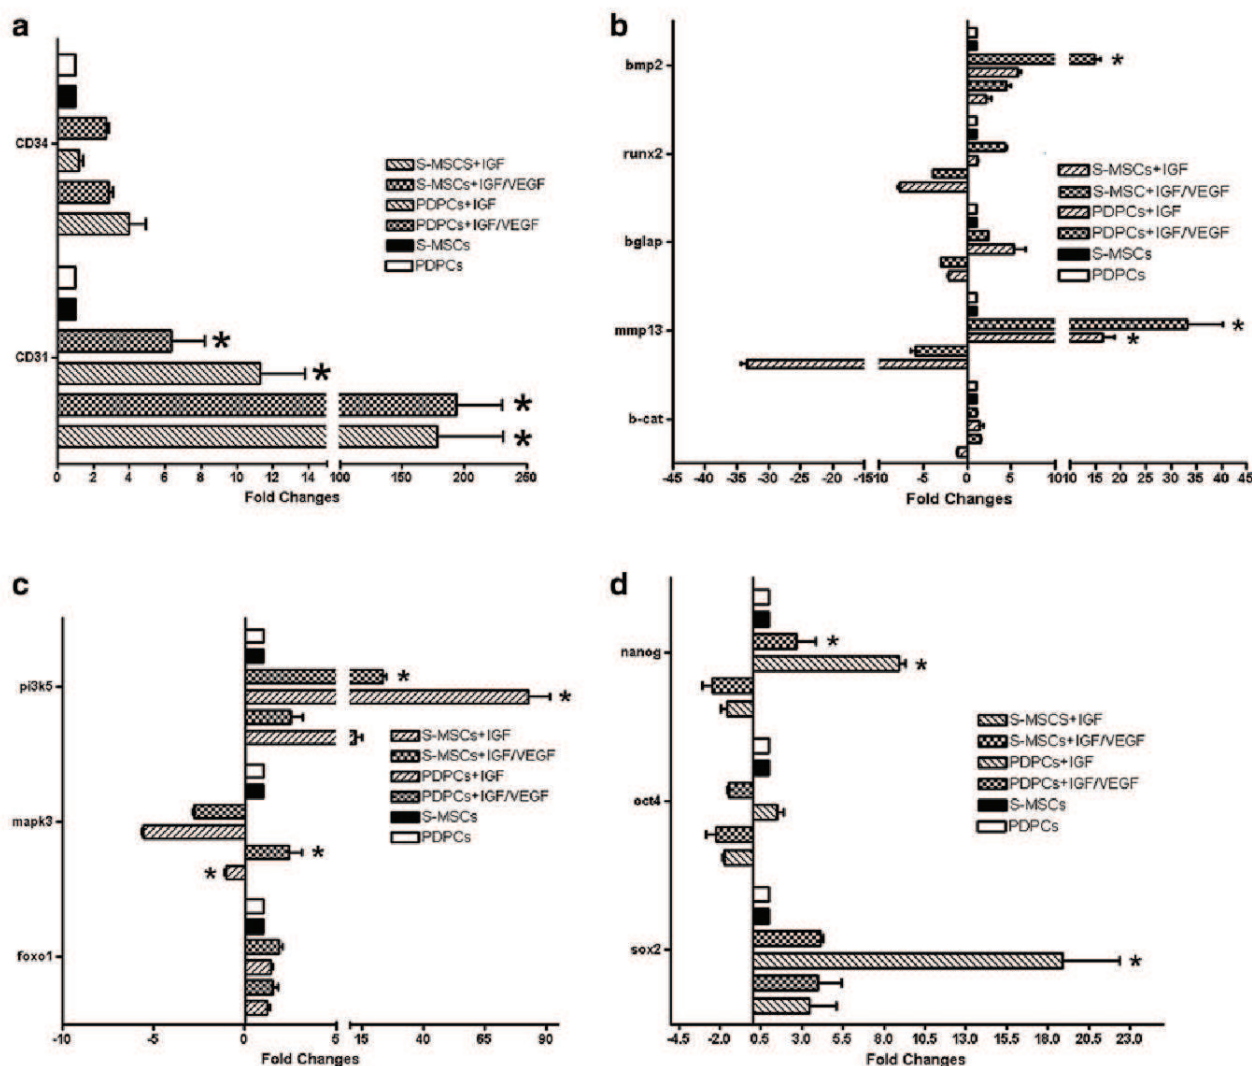 a
CD34
CD31
S-MSCS+IGF
S-MSCs+IGF/VEGF
PDPCs+IGF
PDPCs+IGF/VEGF
S-MSCs
PDPCs
* * * *
0 2 4 6 8 10 12 14 100 150 200 250
Fold Changes
b
bmp2
runx2
bglap
mmp13
b-cat
S-MSCs+IGF
S-MSC+IGF/VEGF
PDPCs+IGF
PDPCs+IGF/VEGF
S-MSCs
PDPCs
* * *
-45 -40 -35 -30 -25 -20 -15 -10 -5 0 5 10 10 15 20 25 30 35 40 45
Fold Changes
c
pi3k5
mapk3
foxo1
S-MSCs+IGF
S-MSCs+IGF/VEGF
PDPCs+IGF
PDPCs+IGF/VEGF
S-MSCs
PDPCs
* * * *
-10 -5 0 5 15 40 65 90
Fold Changes
d
nanog
oct4
sox2
S-MSCS+IGF
S-MSCs+IGF/VEGF
PDPCs+IGF
PDPCs+IGF/VEGF
S-MSCs
PDPCs
* * *
-4.5 -2.0 0.5 3.0 5.5 8.0 10.5 13.0 15.5 18.0 20.5 23.0
Fold Changes